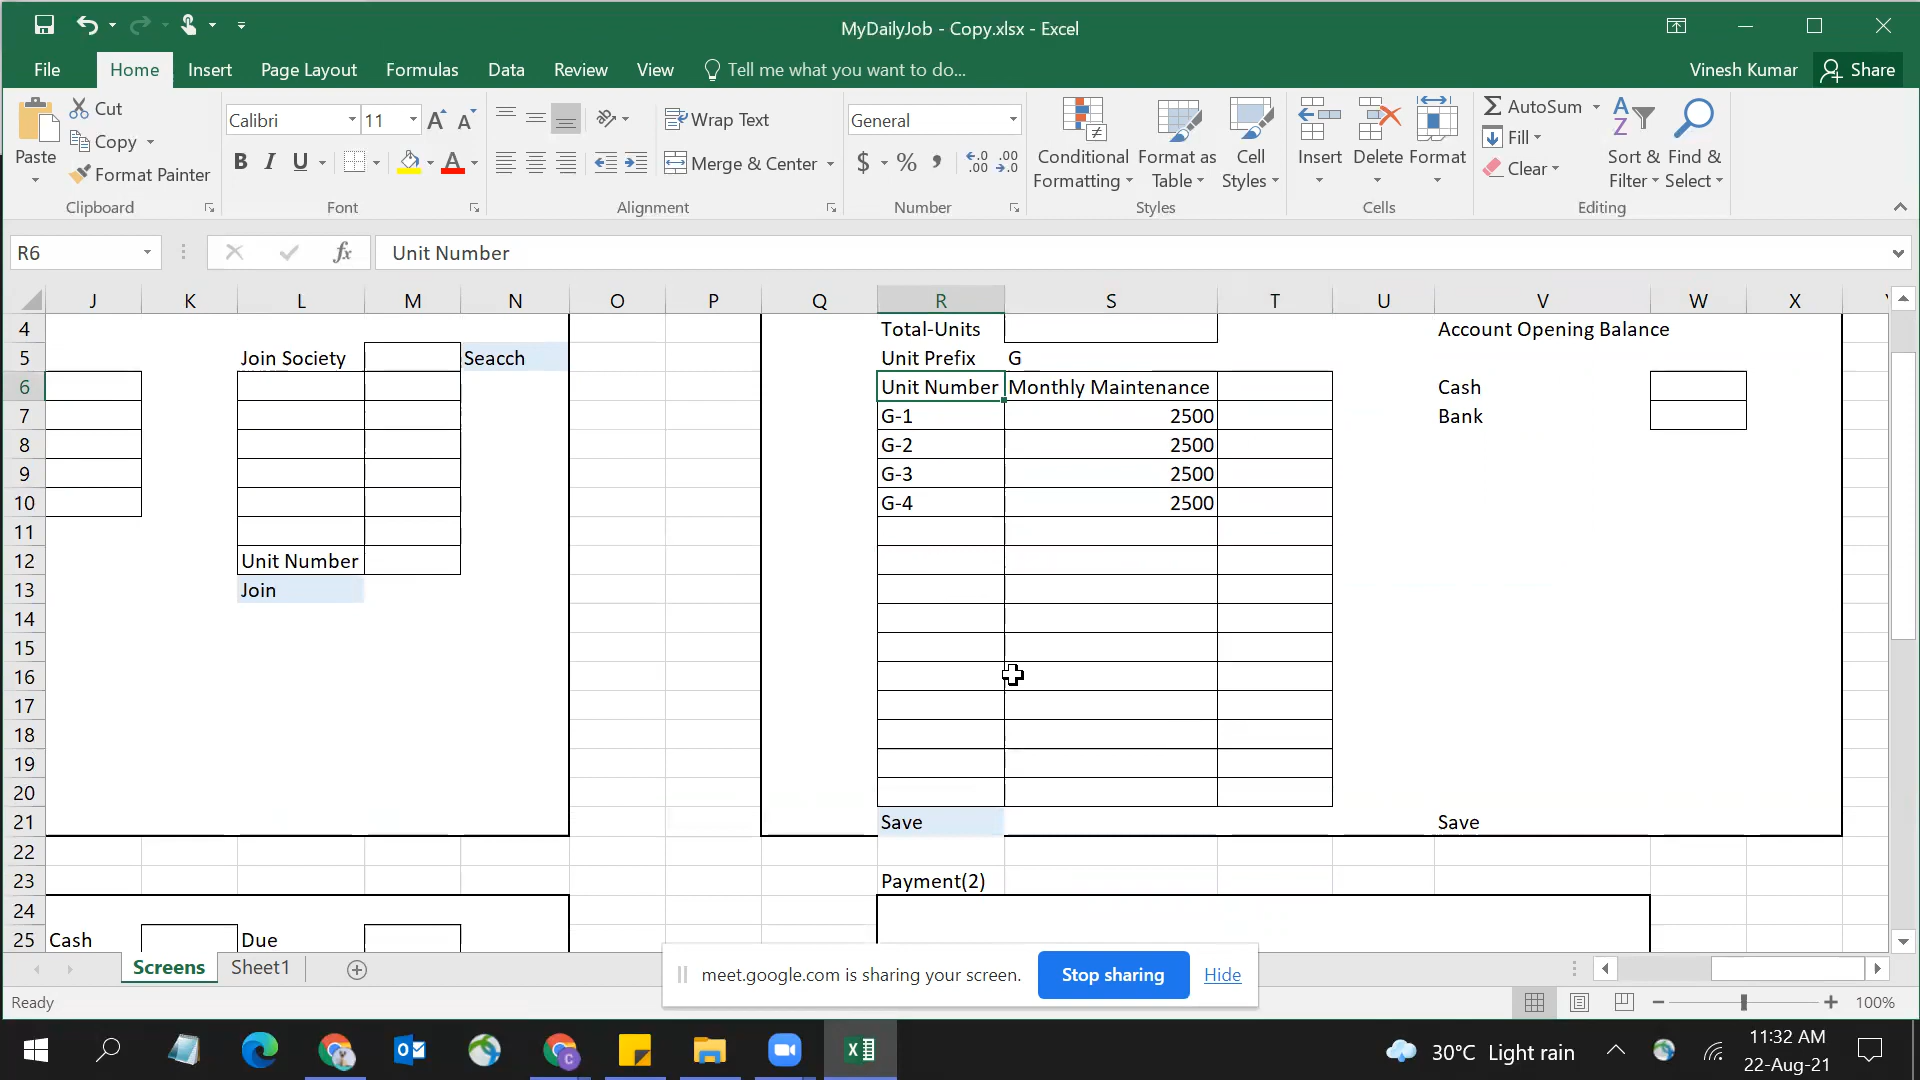 MyDailyJob - Copy.xlsx - Excel
File Home Insert Page Layout Formulas Data Review View Tell me what you want to do... Vinesh Kumar Share
Paste
Cut
Copy
Format Painter
Clipboard
Calibri 11
B I U
Font
Wrap Text
Merge & Center
Alignment
General
$ % , .0 .00 .00 .0
Number
Conditional Formatting
Format as Table
Cell Styles
Styles
Insert Delete Format
Cells
AutoSum
Fill
Clear
Sort & Filter
Find & Select
Editing
R6 fx Unit Number
J K L M N O P Q R S T U V W X
4 Total-Units Account Opening Balance
5 Join Society Seacch Unit Prefix G
6 Unit Number Monthly Maintenance Cash
7 G-1 2500 Bank
8 G-2 2500
9 G-3 2500
10 G-4 2500
11
12 Unit Number
13 Join
14
15
16
17
18
19
20
21 Save Save
22
23 Payment(2)
24
25 Cash Due
Screens Sheet1
meet.google.com is sharing your screen. Stop sharing Hide
Ready 100%
30°C Light rain
11:32 AM
22-Aug-21